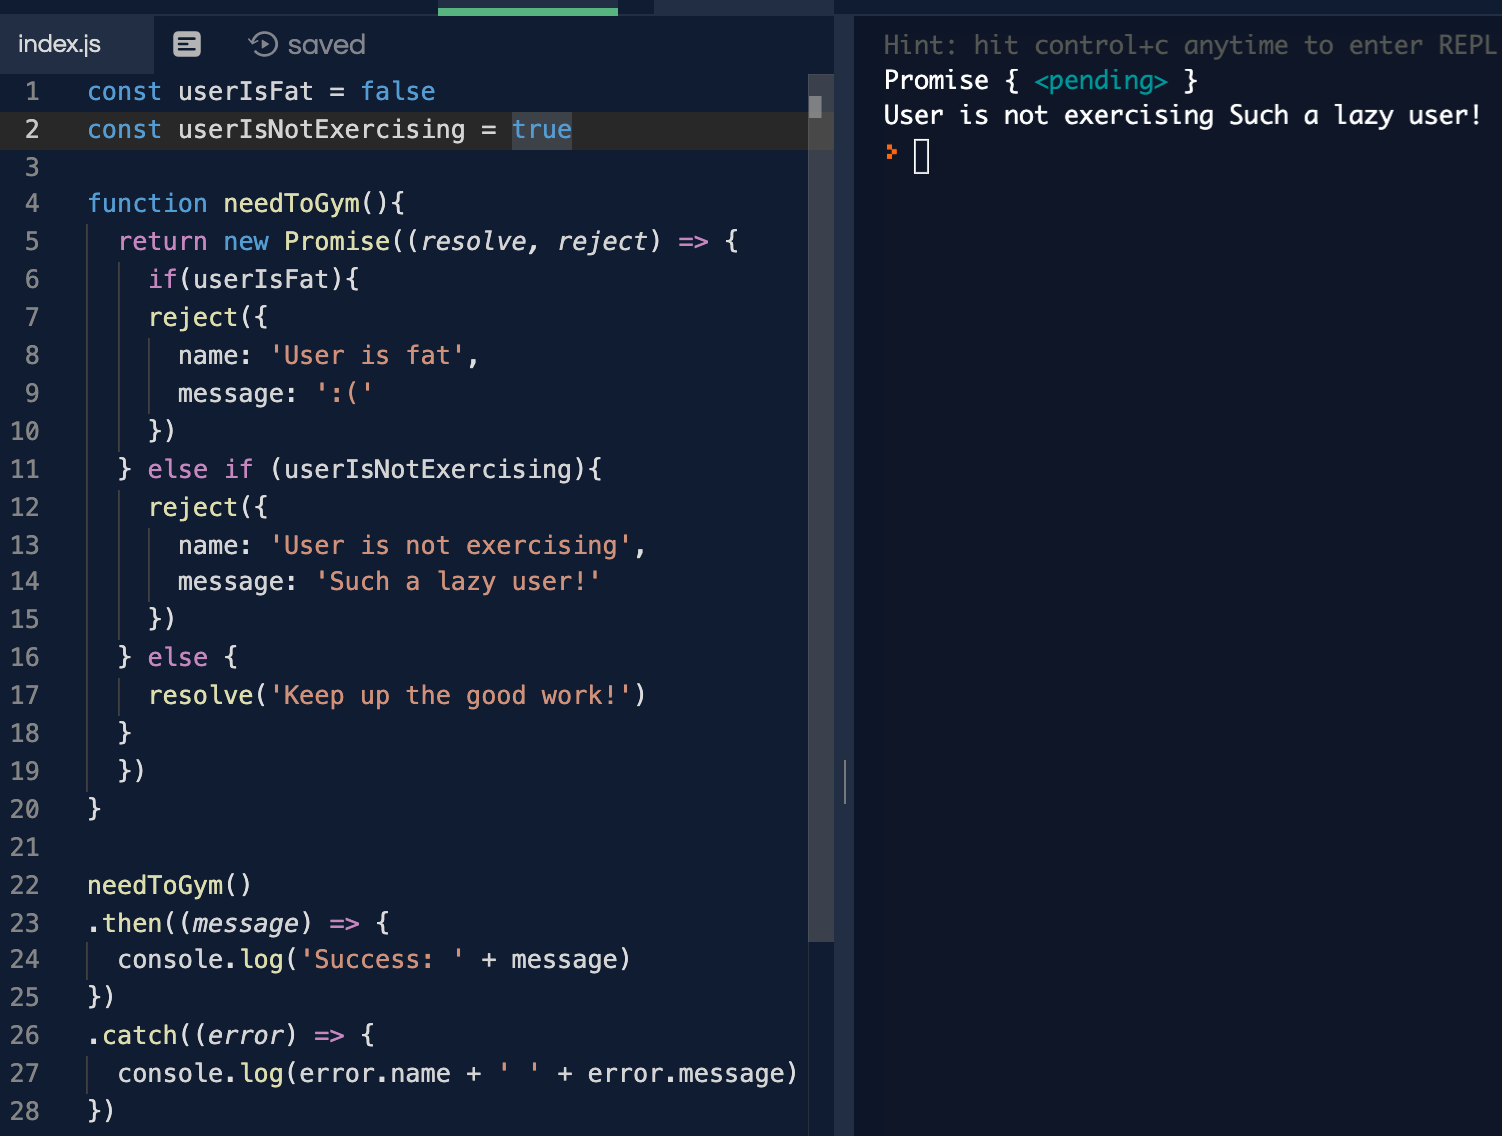 index.js
saved
1 const userIsFat = false
2 const userIsNotExercising = true
3
4 function needToGym(){
5 return new Promise((resolve, reject) => {
6 if(userIsFat){
7 reject({
8 name: 'User is fat',
9 message: ':('
10 })
11 } else if (userIsNotExercising){
12 reject({
13 name: 'User is not exercising',
14 message: 'Such a lazy user!'
15 })
16 } else {
17 resolve('Keep up the good work!')
18 }
19 })
20 }
21
22 needToGym()
23 .then((message) => {
24 console.log('Success: ' + message)
25 })
26 .catch((error) => {
27 console.log(error.name + ' ' + error.message)
28 })
Hint: hit control+c anytime to enter REPL
Promise { <pending> }
User is not exercising Such a lazy user!